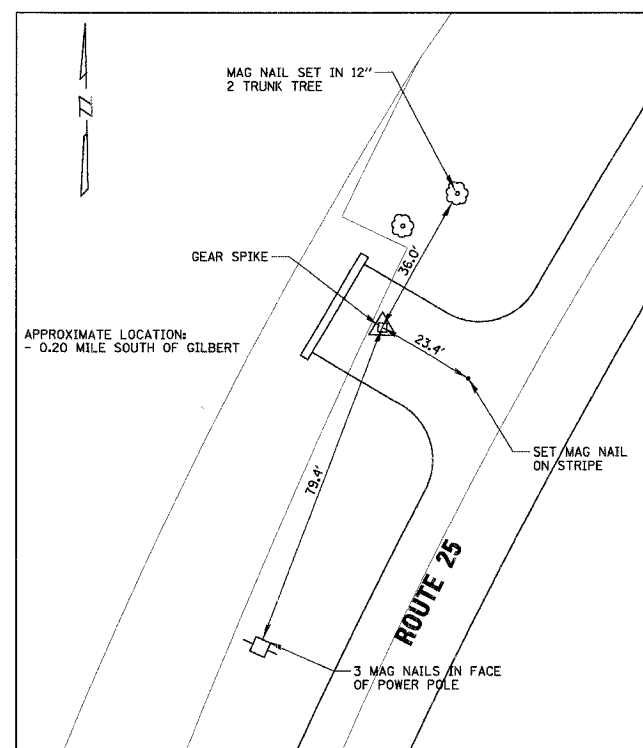 MAG NAIL SET IN 12"
2 TRUNK TREE
N
GEAR SPIKE
36.0'
APPROXIMATE LOCATION:
- 0.20 MILE SOUTH OF GILBERT
23.4'
SET MAG NAIL
ON STRIPE
79.4'
ROUTE 25
3 MAG NAILS IN FACE
OF POWER POLE